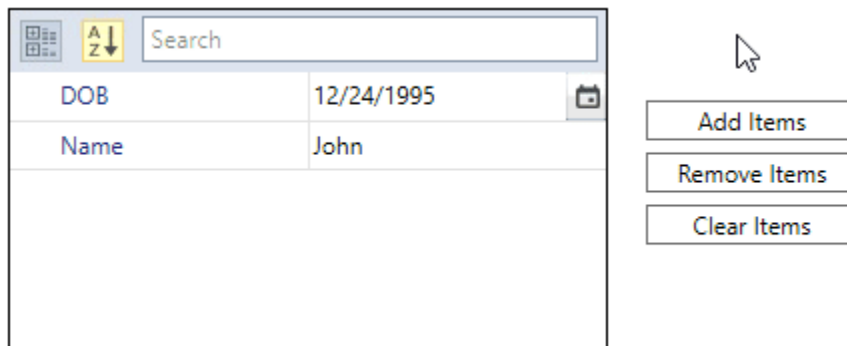 A
Z
Search
DOB 12/24/1995
Name John
Add Items
Remove Items
Clear Items